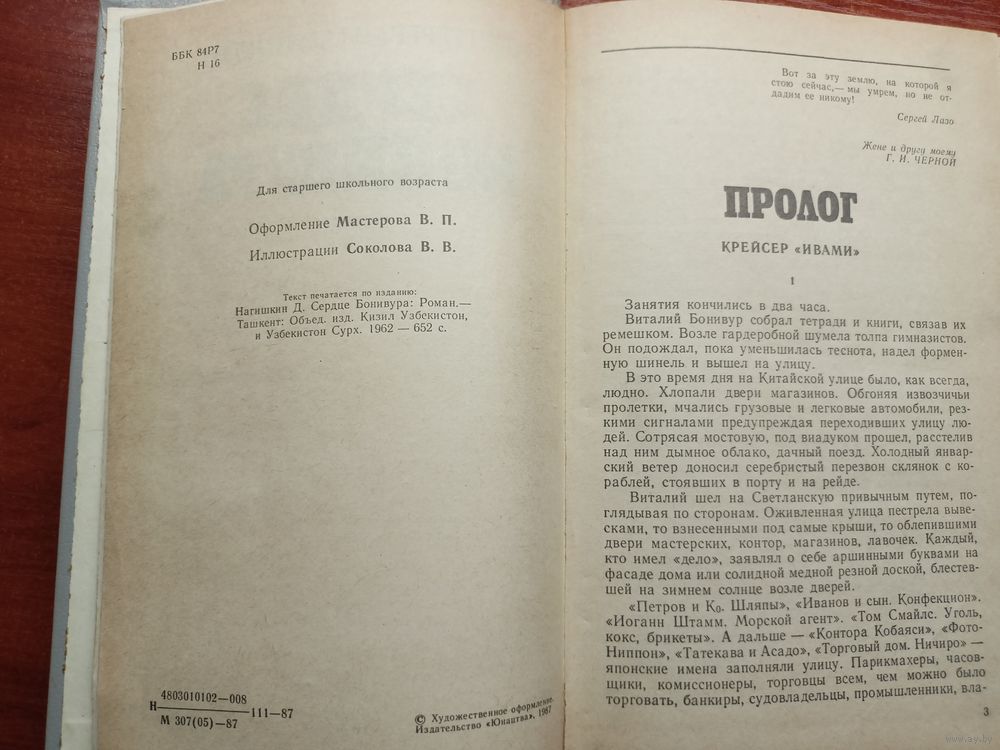 ББК 84Р7
Н 16
Для старшего школьного возраста
Оформление Мастерова В. П.
Иллюстрации Соколова В. В.
Текст печатается по изданию:
Нагишкин Д. Сердце Бонивура: Роман.—
Ташкент: Объед. изд. Кизил Узбекистон,
и Узбекистон Сурх. 1962 — 652 с.
4803010102—008
Н———————111—87
М 307(05)—87
© Художественное оформление.
Издательство «Юнацтва», 1987
Вот за эту землю, на которой я
стою сейчас,— мы умрем, но не от-
дадим ее никому!
Сергей Лазо
Жене и другу моему
Г. И. ЧЕРНОЙ
ПРОЛОГ
КРЕЙСЕР «ИВАМИ»
1
Занятия кончились в два часа.
Виталий Бонивур собрал тетради и книги, связав их
ремешком. Возле гардеробной шумела толпа гимназистов.
Он подождал, пока уменьшилась теснота, надел формен-
ную шинель и вышел на улицу.
В это время дня на Китайской улице было, как всегда,
людно. Хлопали двери магазинов. Обгоняя извозчичьи
пролетки, мчались грузовые и легковые автомобили, рез-
кими сигналами предупреждая переходивших улицу лю-
дей. Сотрясая мостовую, под виадуком прошел, расстелив
над ним дымное облако, дачный поезд. Холодный январ-
ский ветер доносил серебристый перезвон склянок с ко-
раблей, стоявших в порту и на рейде.
Виталий шел на Светланскую привычным путем, по-
глядывая по сторонам. Оживленная улица пестрела выве-
сками, то взнесенными под самые крыши, то облепившими
двери мастерских, контор, магазинов, лавочек. Каждый,
кто имел «дело», заявлял о себе аршинными буквами на
фасаде дома или солидной медной резной доской, блестев-
шей на зимнем солнце возле дверей.
«Петров и Ко. Шляпы», «Иванов и сын. Конфекцион».
«Иоганн Штамм. Морской агент». «Том Смайлс. Уголь,
кокс, брикеты». А дальше — «Контора Кобаяси», «Фото-
Ниппон», «Татекава и Асадо», «Торговый дом. Ничиро» —
японские имена заполняли улицу. Парикмахеры, часов-
щики, комиссионеры, торговцы всем, чем можно было
торговать, банкиры, судовладельцы, промышленники, вла-
3
www.ay.by